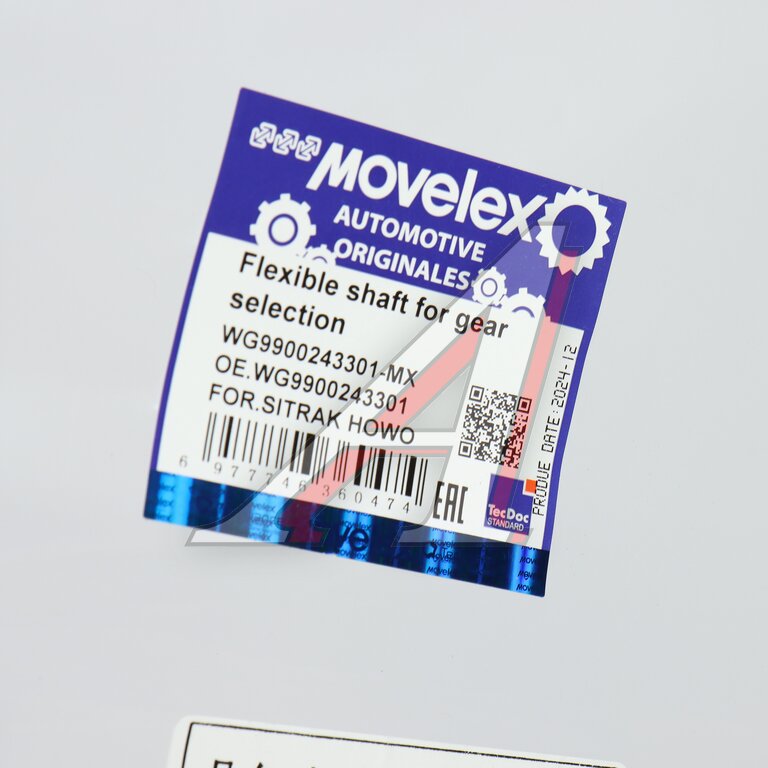 MOVelex
AUTOMOTIVE
ORIGINALES
Flexible shaft for gear
selection
WG9900243301-MX
OE.WG9900243301
FOR.SITRAK HOWO
6 977746 360474
EAC
TecDoc
STANDARD
PRODUE DATE:2024-12